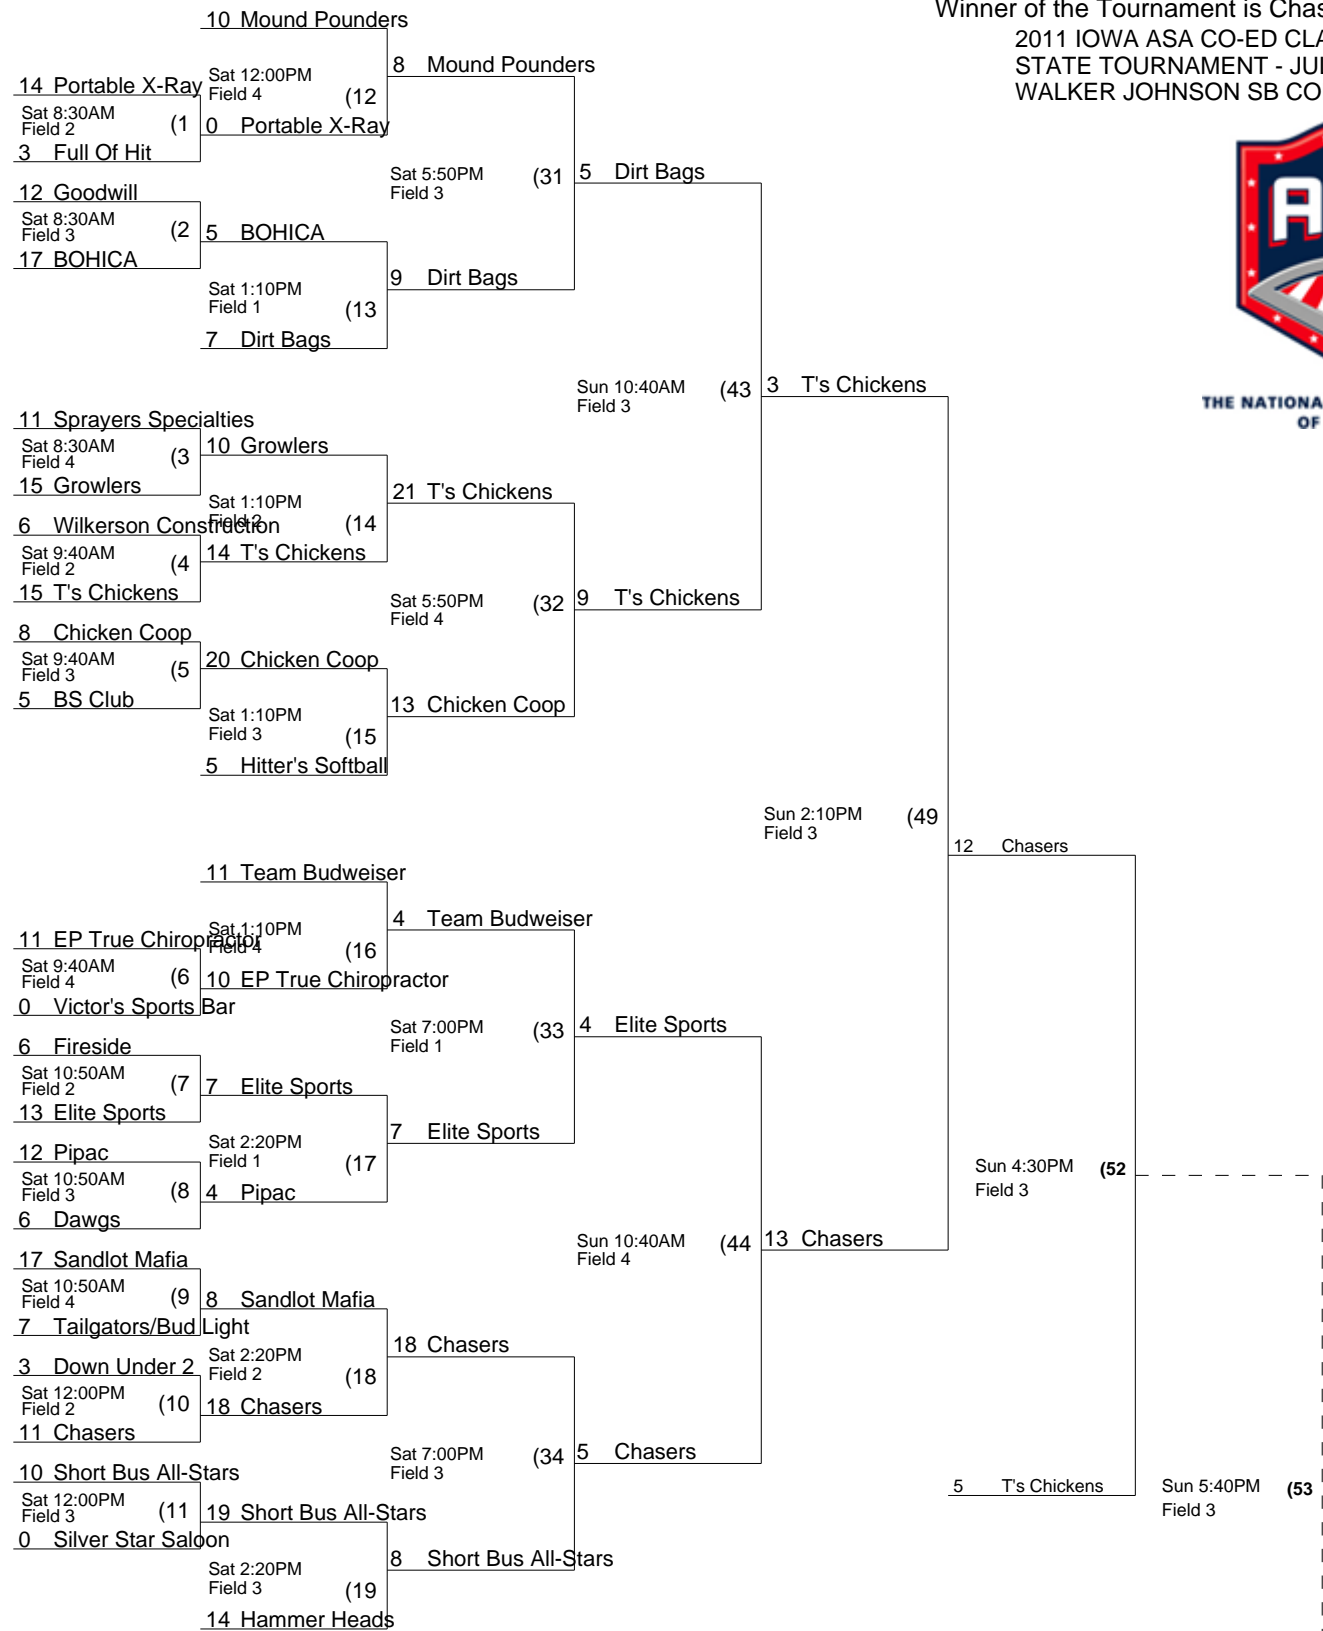 10 Mound Pounders
Winner of the Tournament is Chas
2011 IOWA ASA CO-ED CLA
STATE TOURNAMENT - JU
WALKER JOHNSON SB CO
8 Mound Pounders
Sat 12:00PM
Field 4 (12
14 Portable X-Ray
Sat 8:30AM
Field 2 (1
0 Portable X-Ray
3 Full Of Hit
Sat 5:50PM
Field 3 (31
5 Dirt Bags
12 Goodwill
Sat 8:30AM
Field 3 (2
5 BOHICA
17 BOHICA
9 Dirt Bags
Sat 1:10PM
Field 1 (13
7 Dirt Bags
Sun 10:40AM
Field 3 (43
3 T's Chickens
THE NATIONA
OF
11 Sprayers Specialties
Sat 8:30AM
Field 4 (3
10 Growlers
15 Growlers
21 T's Chickens
Sat 1:10PM
Field 2 (14
6 Wilkerson Construction
Sat 9:40AM
Field 2 (4
14 T's Chickens
15 T's Chickens
Sat 5:50PM
Field 4 (32
9 T's Chickens
8 Chicken Coop
Sat 9:40AM
Field 3 (5
20 Chicken Coop
5 BS Club
13 Chicken Coop
Sat 1:10PM
Field 3 (15
5 Hitter's Softball
Sun 2:10PM
Field 3 (49
12 Chasers
11 Team Budweiser
4 Team Budweiser
Sat 1:10PM
Field 4 (16
11 EP True Chiropractor
Sat 9:40AM
Field 4 (6
10 EP True Chiropractor
0 Victor's Sports Bar
Sat 7:00PM
Field 1 (33
4 Elite Sports
6 Fireside
Sat 10:50AM
Field 2 (7
7 Elite Sports
13 Elite Sports
7 Elite Sports
Sat 2:20PM
Field 1 (17
12 Pipac
Sat 10:50AM
Field 3 (8
4 Pipac
6 Dawgs
Sun 4:30PM
Field 3 (52
Sun 10:40AM
Field 4 (44
13 Chasers
17 Sandlot Mafia
Sat 10:50AM
Field 4 (9
8 Sandlot Mafia
7 Tailgators/Bud Light
18 Chasers
Sat 2:20PM
Field 2 (18
3 Down Under 2
Sat 12:00PM
Field 2 (10
18 Chasers
11 Chasers
Sat 7:00PM
Field 3 (34
5 Chasers
10 Short Bus All-Stars
Sat 12:00PM
Field 3 (11
19 Short Bus All-Stars
0 Silver Star Saloon
5 T's Chickens
Sun 5:40PM
Field 3 (53
8 Short Bus All-Stars
Sat 2:20PM
Field 3 (19
14 Hammer Heads